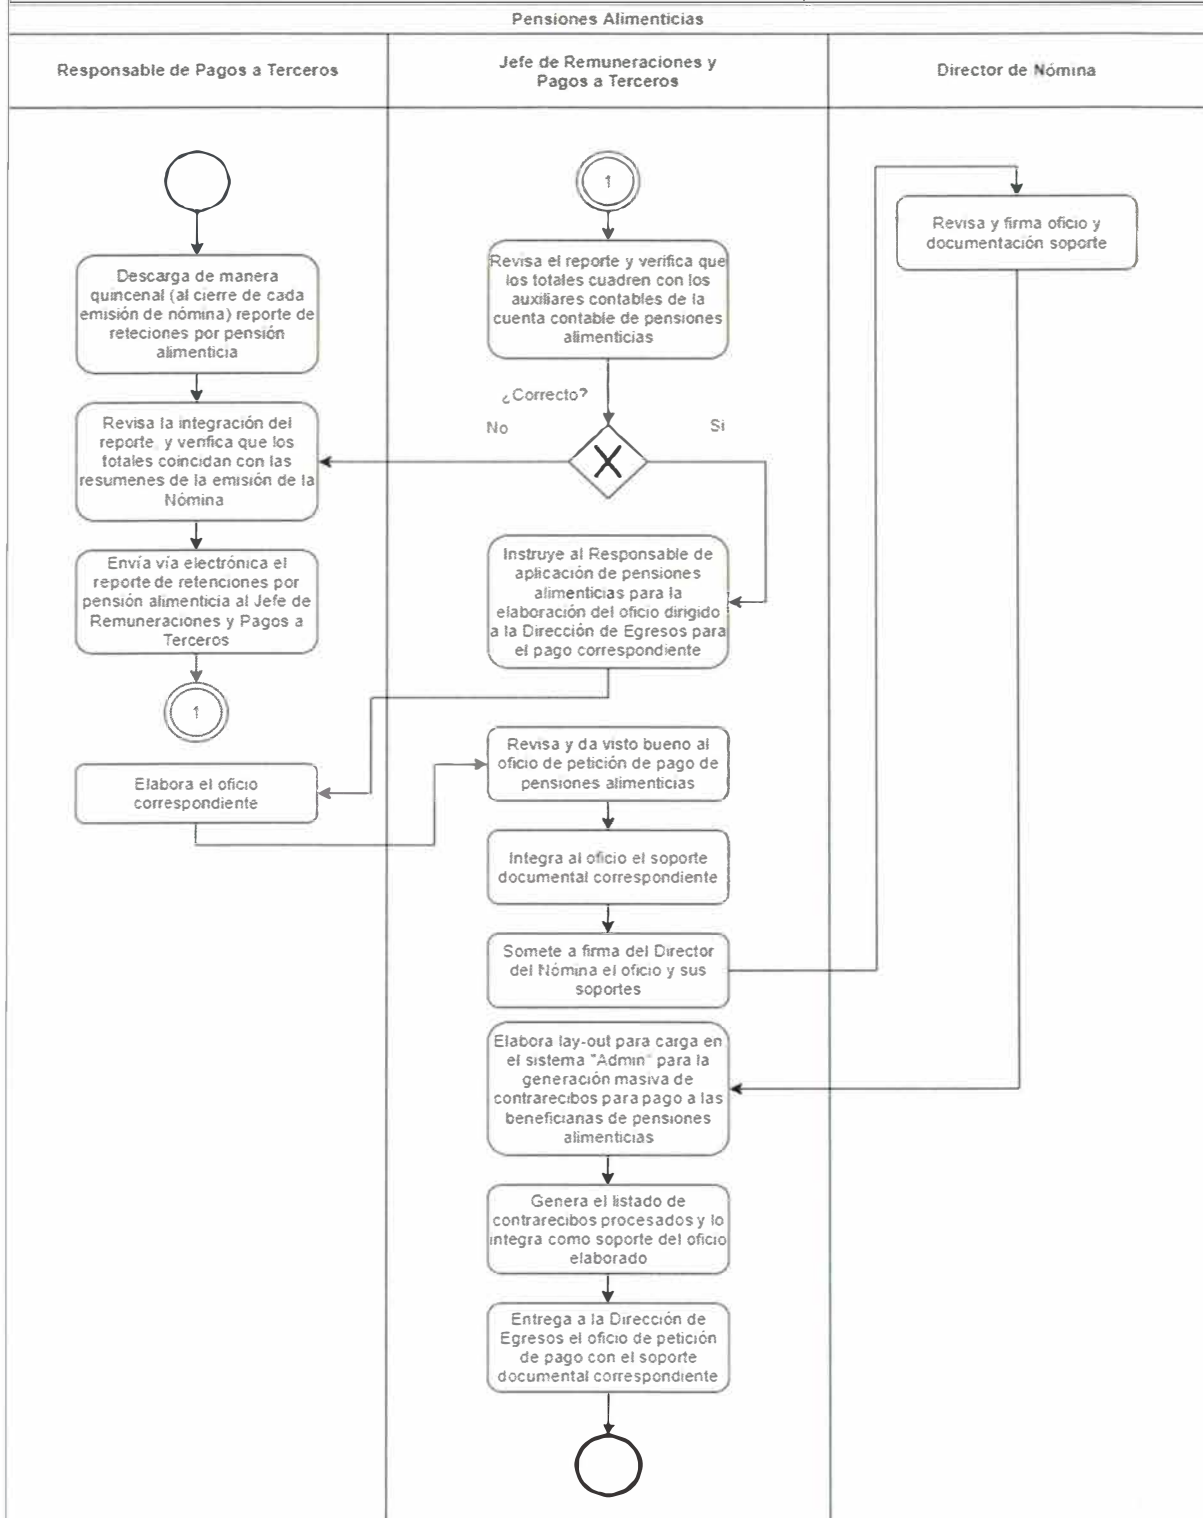 Pensiones Alimenticias
Responsable de Pagos a Terceros
Jefe de Remuneraciones y
Pagos a Terceros
Director de Nómina
Descarga de manera
quincenal (al cierre de cada
emisión de nómina) reporte de
reteciones por pensión
alimenticia
Revisa la integración del
reporte, y verifica que los
totales coincidan con las
resumenes de la emisión de la
Nómina
Envía vía electrónica el
reporte de retenciones por
pensión alimenticia al Jefe de
Remuneraciones y Pagos a
Terceros
1
Elabora el oficio
correspondiente
1
Revisa el reporte y verifica que
los totales cuadren con los
auxiliares contables de la
cuenta contable de pensiones
alimenticias
¿Correcto?
No
Si
Instruye al Responsable de
aplicación de pensiones
alimenticias para la
elaboración del oficio dirigido
a la Dirección de Egresos para
el pago correspondiente
Revisa y da visto bueno al
oficio de petición de pago de
pensiones alimenticias
Integra al oficio el soporte
documental correspondiente
Somete a firma del Director
del Nómina el oficio y sus
soportes
Elabora lay-out para carga en
el sistema "Admin" para la
generación masiva de
contrarecibos para pago a las
beneficiarias de pensiones
alimenticias
Genera el listado de
contrarecibos procesados y lo
integra como soporte del oficio
elaborado
Entrega a la Dirección de
Egresos el oficio de petición
de pago con el soporte
documental correspondiente
Revisa y firma oficio y
documentación soporte